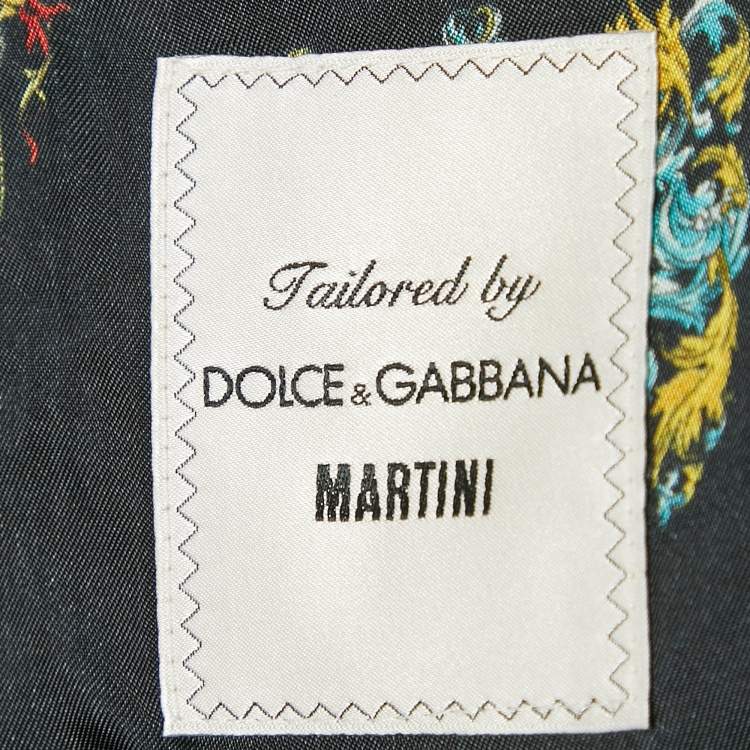 Tailored by
DOLCE & GABBANA
MARTINI